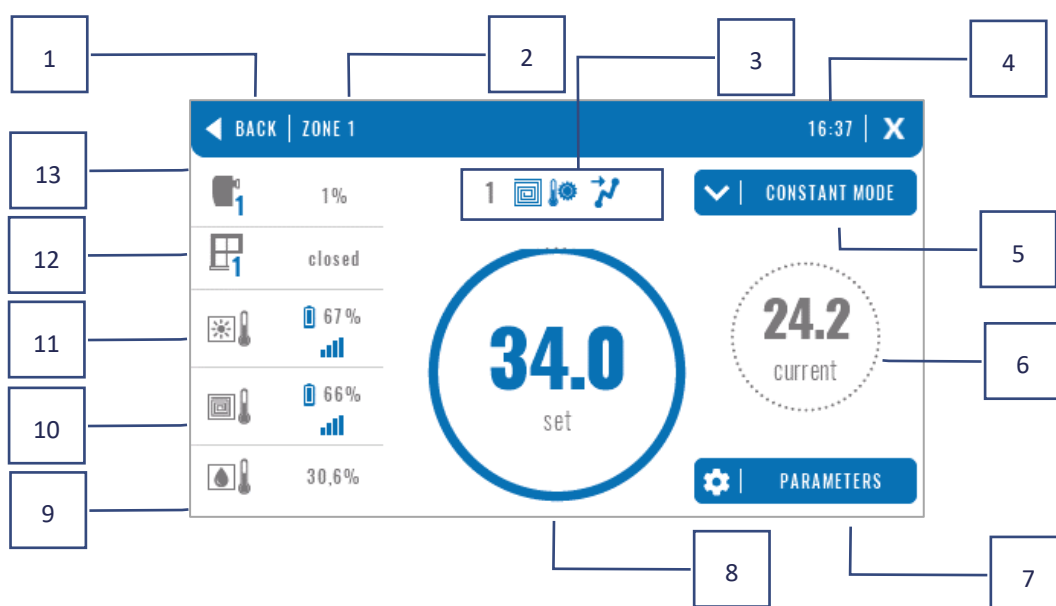 1
2
3
4
BACK
ZONE 1
16:37
X
13
1
1%
1
CONSTANT MODE
12
1
closed
5
11
67%
24.2
current
6
34.0
set
10
66%
9
30,6%
PARAMETERS
8
7